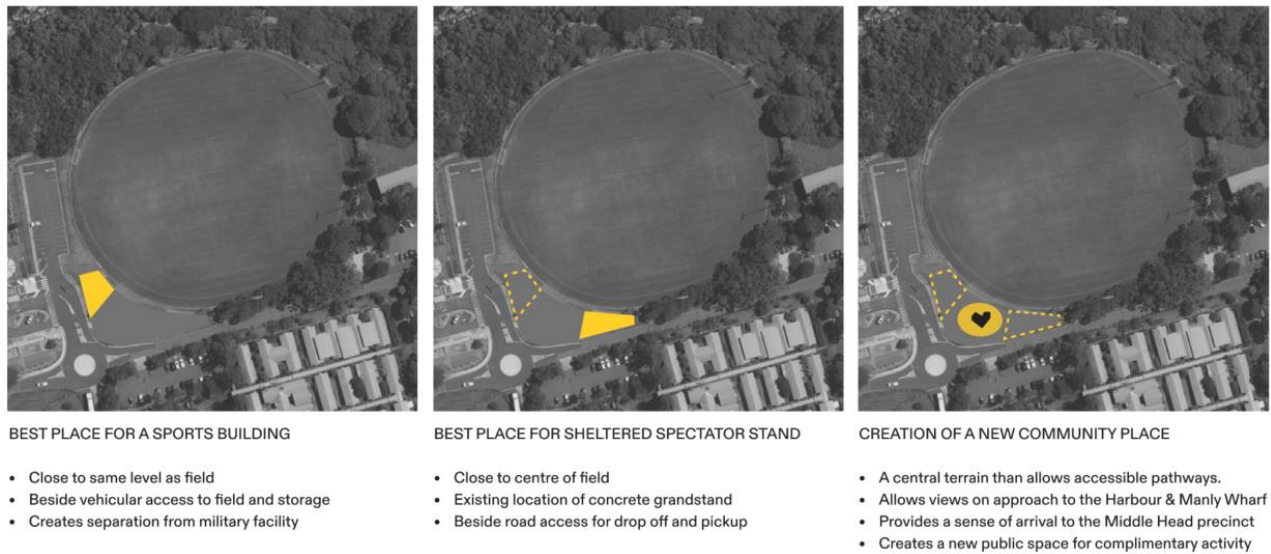 BEST PLACE FOR A SPORTS BUILDING
• Close to same level as field
• Beside vehicular access to field and storage
• Creates separation from military facility
BEST PLACE FOR SHELTERED SPECTATOR STAND
• Close to centre of field
• Existing location of concrete grandstand
• Beside road access for drop off and pickup
CREATION OF A NEW COMMUNITY PLACE
• A central terrain than allows accessible pathways.
• Allows views on approach to the Harbour & Manly Wharf
• Provides a sense of arrival to the Middle Head precinct
• Creates a new public space for complimentary activity